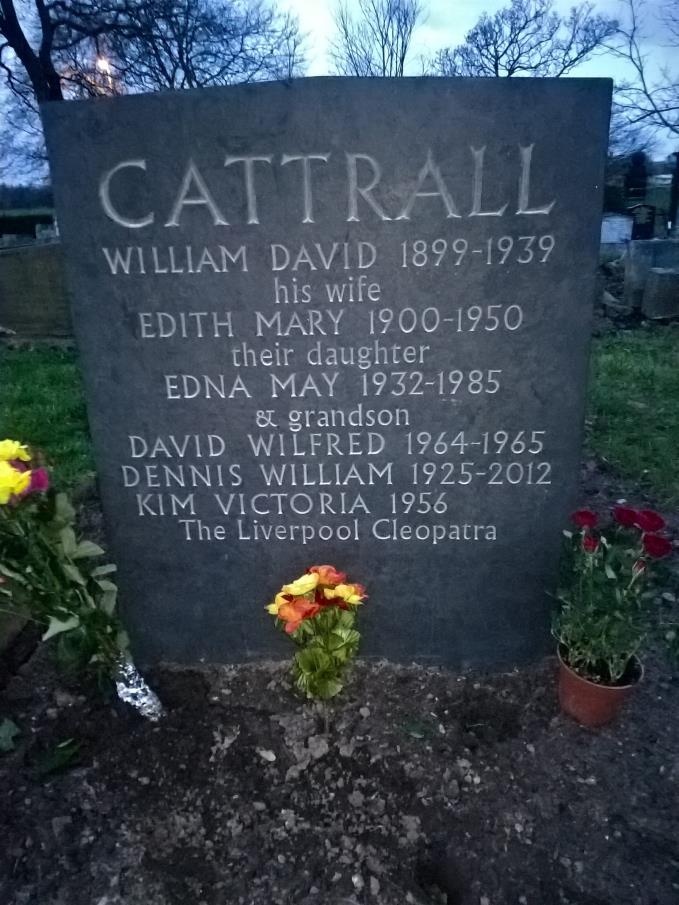 CATTRALL
WILLIAM DAVID 1899-1939
his wife
EDITH MARY 1900-1950
their daughter
EDNA MAY 1932-1985
& grandson
DAVID WILFRED 1964-1965
DENNIS WILLIAM 1925-2012
KIM VICTORIA 1956
The Liverpool Cleopatra